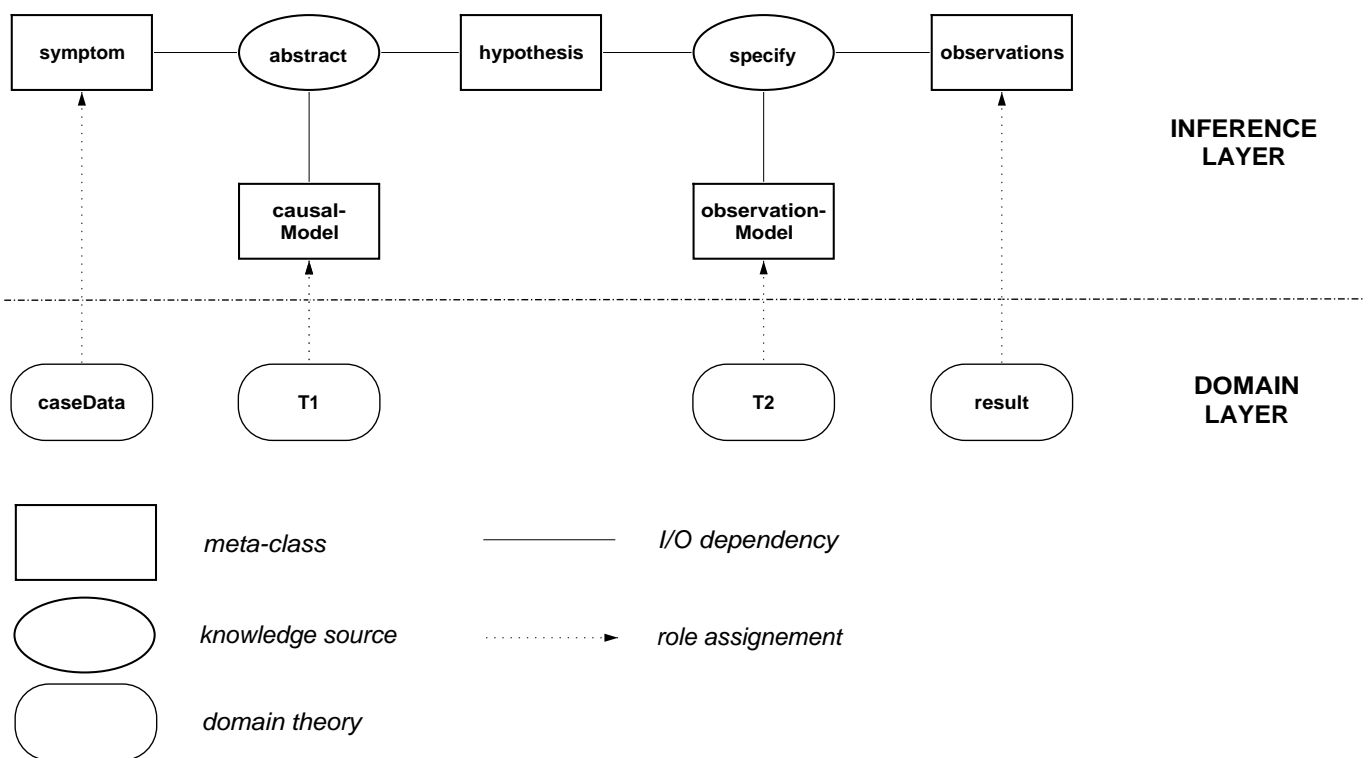 symptom
abstract
hypothesis
specify
observations
INFERENCE
LAYER
causal-
Model
observation-
Model
caseData
T1
T2
result
DOMAIN
LAYER
meta-class
I/O dependency
knowledge source
role assignement
domain theory